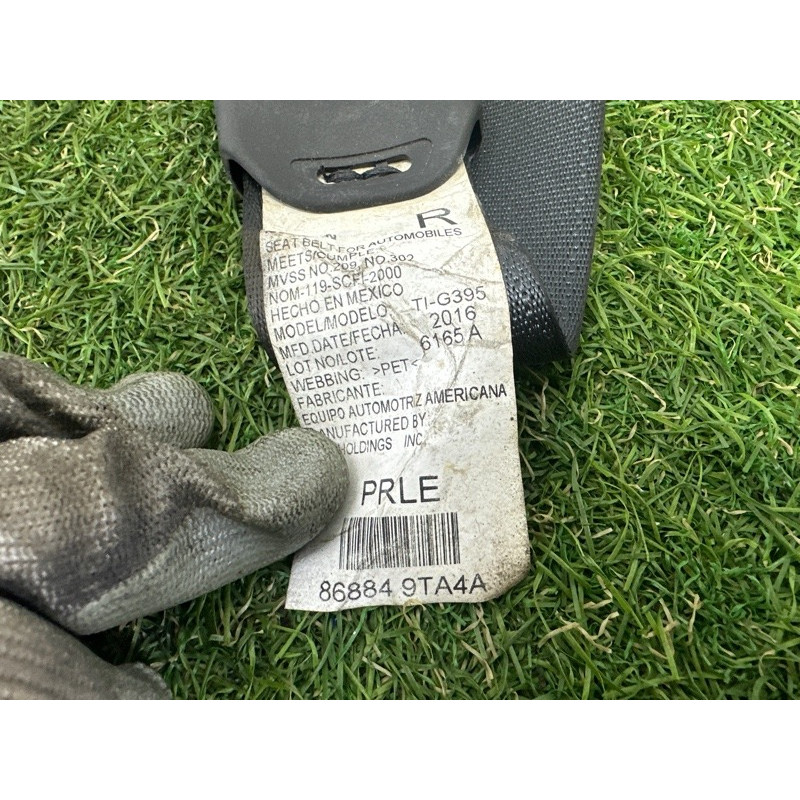 R
SEAT BELT FOR AUTOMOBILES
MEETS/CUMPLE
MVSS NO.209, NO.302
NOM-119-SCFI-2000
HECHO EN MEXICO
MODEL/MODELO: TI-G395
MFD.DATE/FECHA: 2016
LOT NO/LOTE: 6165A
WEBBING: >PET<
FABRICANTE:
EQUIPO AUTOMOTRIZ AMERICANA
MANUFACTURED BY
HOLDINGS INC.
PRLE
86884 9TA4A